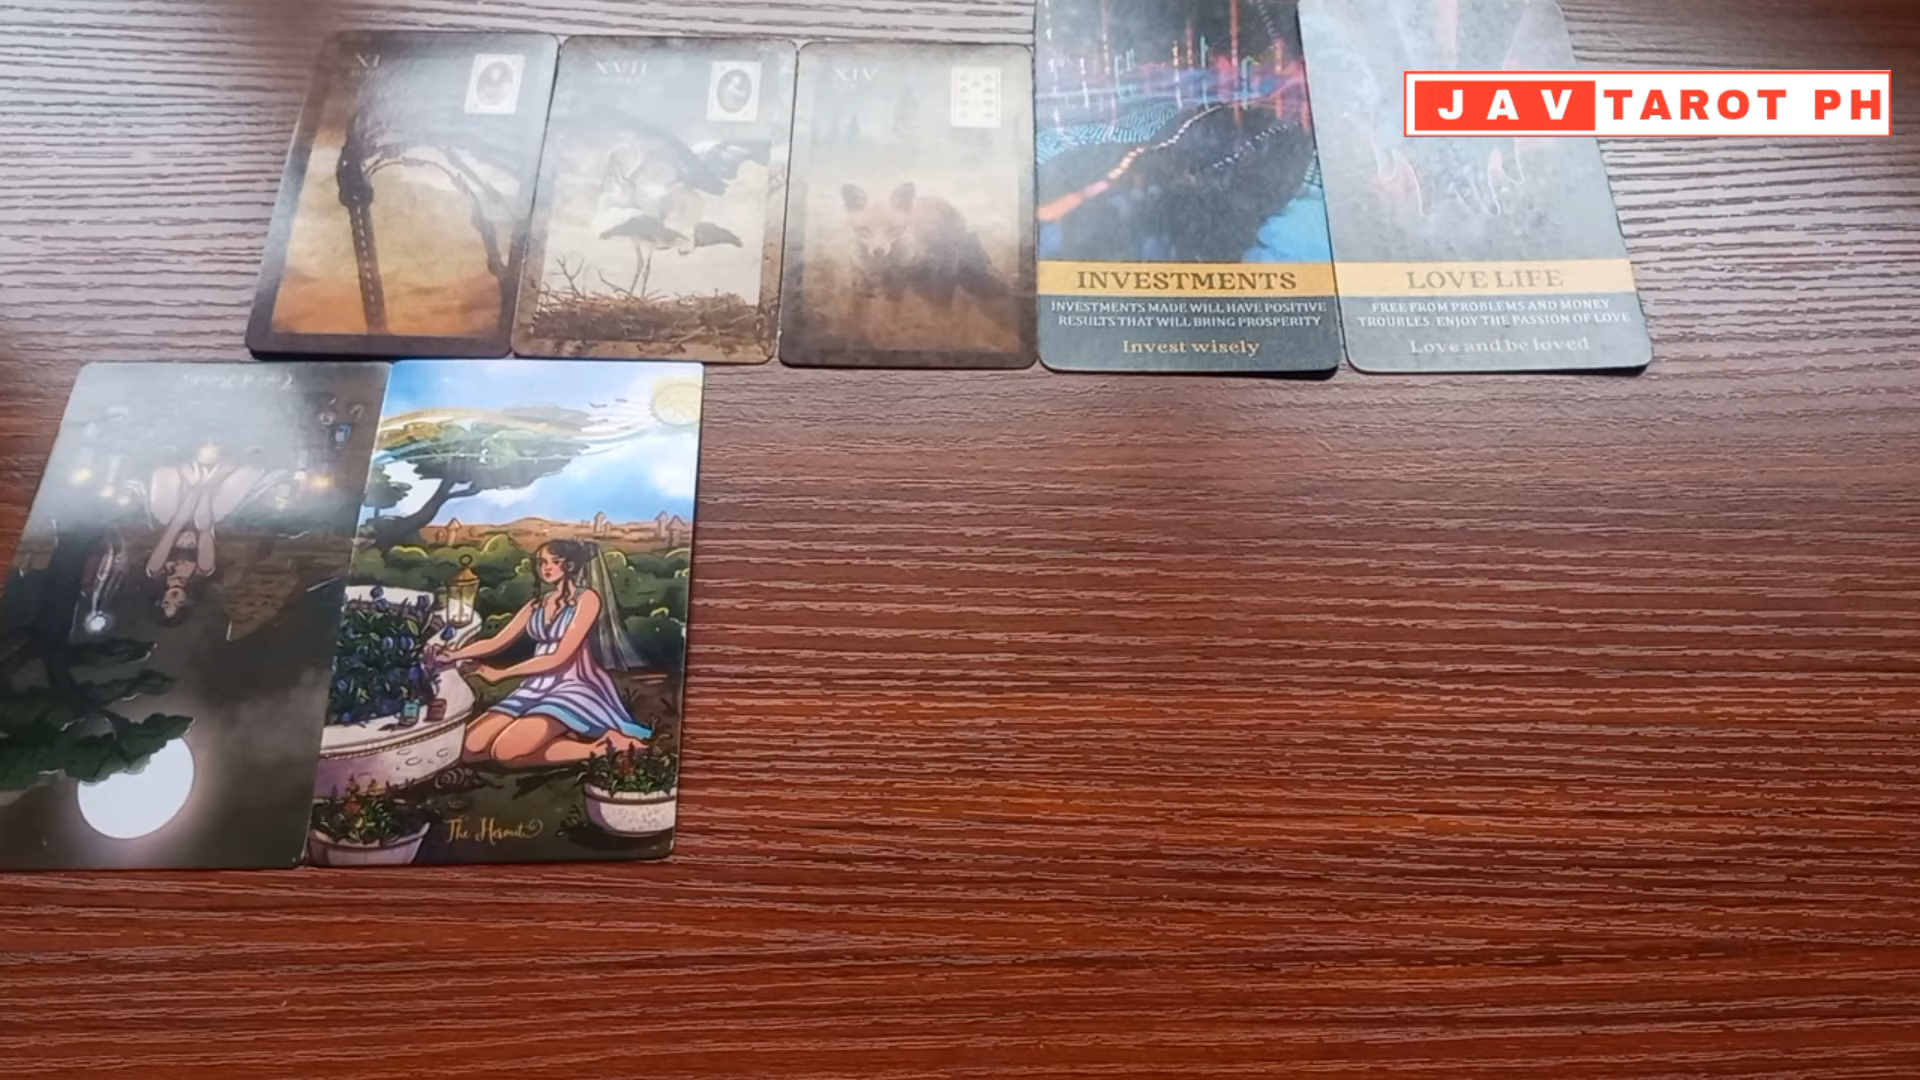 XI
XVII
XIV
JAV TAROT PH
INVESTMENTS
INVESTMENTS MADE WILL HAVE POSITIVE
RESULTS THAT WILL BRING PROSPERITY
Invest wisely
LOVE LIFE
FREE FROM PROBLEMS AND MONEY
TROUBLES ENJOY THE PASSION OF LOVE
Love and be loved
The Hermit